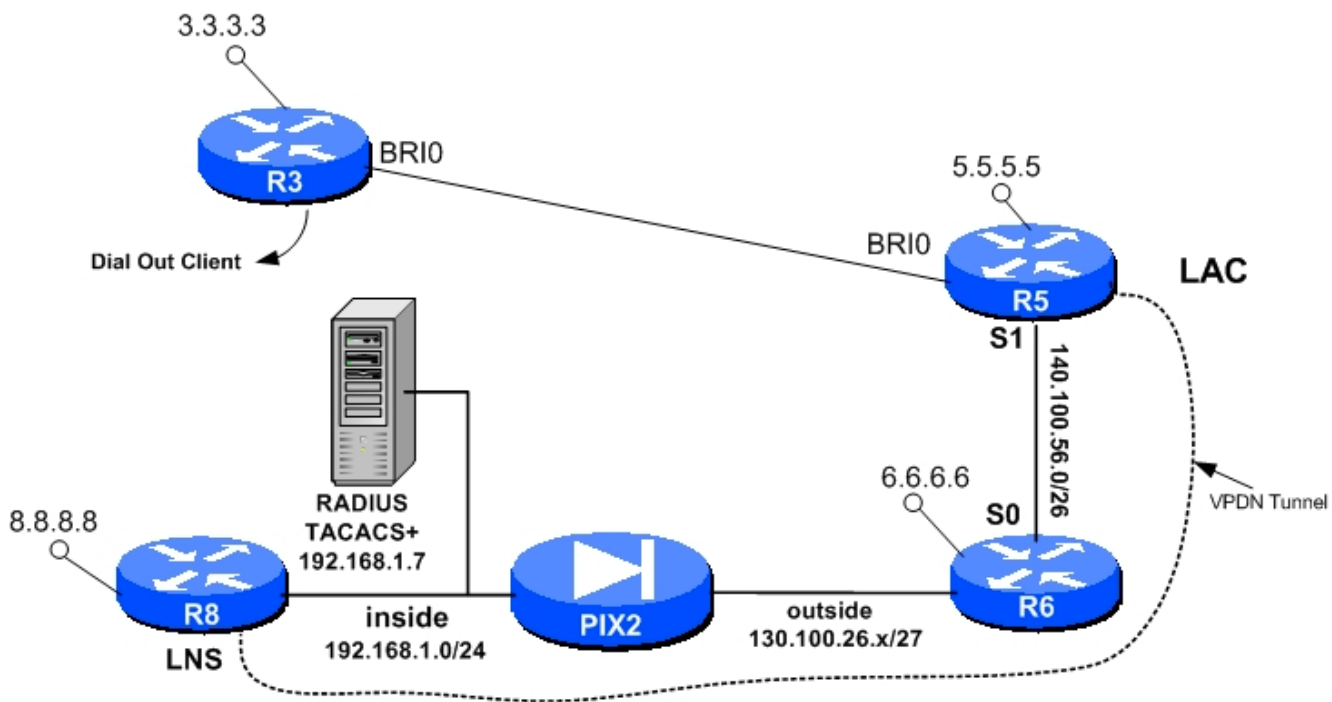 3.3.3.3
R3
BRI0
Dial Out Client
5.5.5.5
BRI0
R5
LAC
S1
140.100.56.0/26
VPDN Tunnel
RADIUS
TACACS+
192.168.1.7
8.8.8.8
R8
LNS
inside
192.168.1.0/24
PIX2
outside
130.100.26.x/27
6.6.6.6
S0
R6